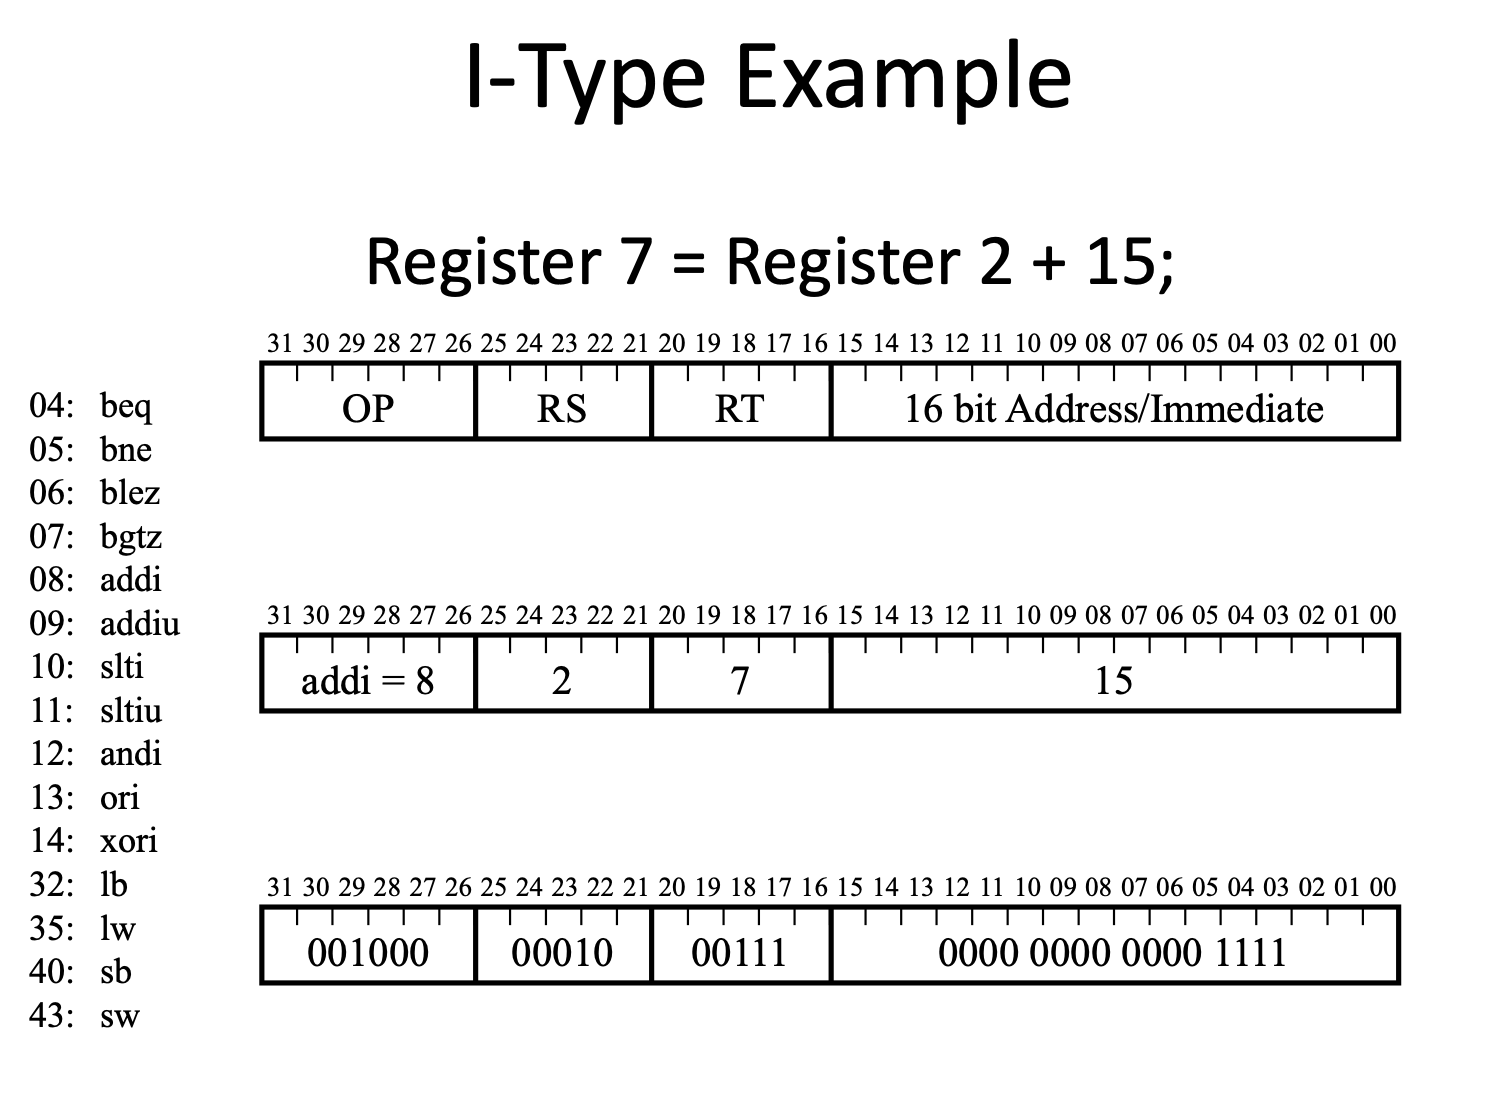 I-Type Example
Register 7 = Register 2 + 15;
31 30 29 28 27 26 25 24 23 22 21 20 19 18 17 16 15 14 13 12 11 10 09 08 07 06 05 04 03 02 01 00
OP RS RT 16 bit Address/Immediate
04: beq
05: bne
06: blez
07: bgtz
08: addi
09: addiu
10: slti
11: sltiu
12: andi
13: ori
14: xori
32: lb
35: lw
40: sb
43: sw
31 30 29 28 27 26 25 24 23 22 21 20 19 18 17 16 15 14 13 12 11 10 09 08 07 06 05 04 03 02 01 00
addi = 8 2 7 15
31 30 29 28 27 26 25 24 23 22 21 20 19 18 17 16 15 14 13 12 11 10 09 08 07 06 05 04 03 02 01 00
001000 00010 00111 0000 0000 0000 1111